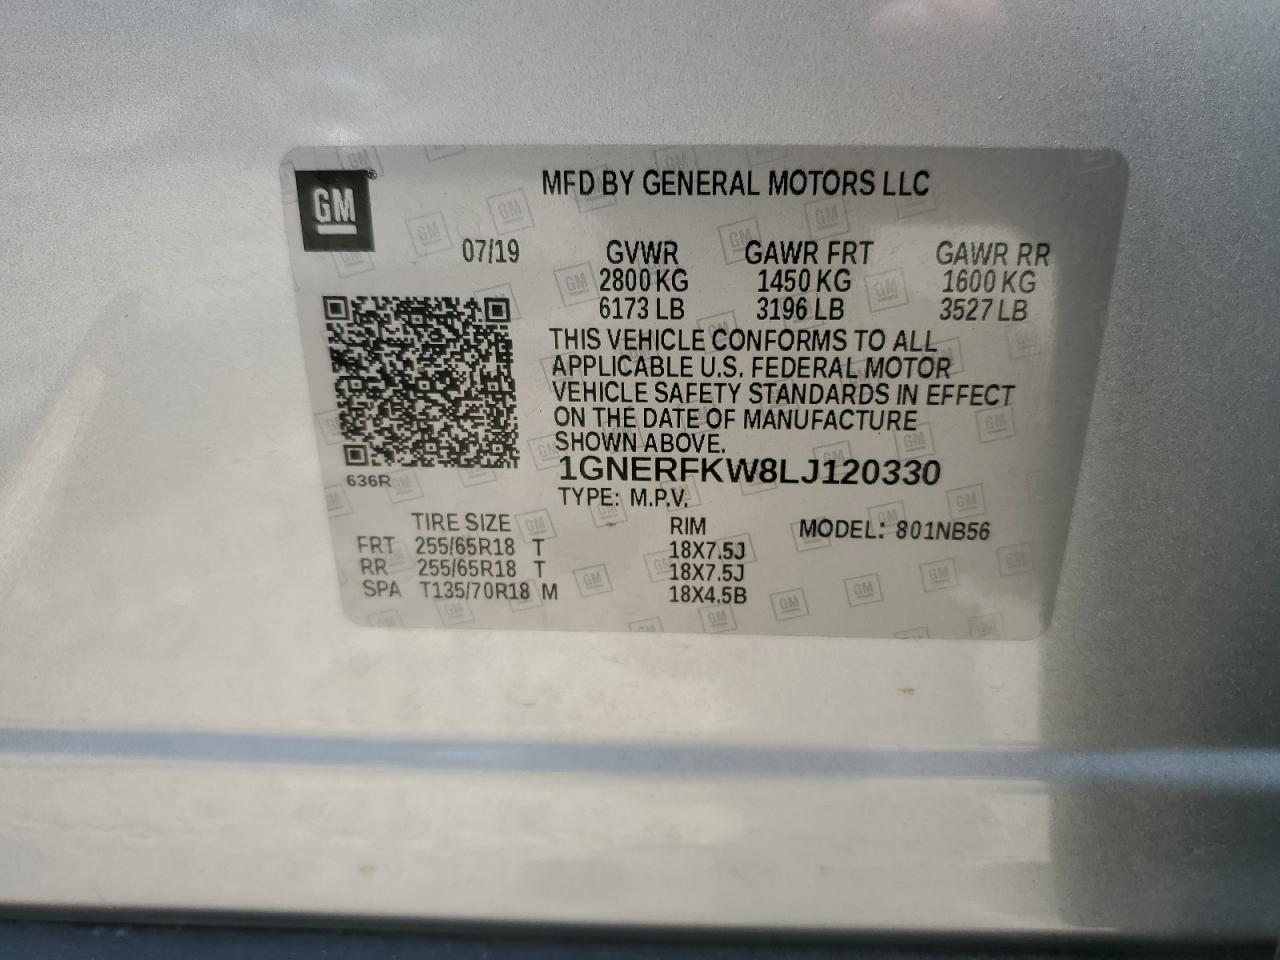 GM®
MFD BY GENERAL MOTORS LLC
07/19 GVWR GAWR FRT GAWR RR
2800 KG 1450 KG 1600 KG
6173 LB 3196 LB 3527 LB
THIS VEHICLE CONFORMS TO ALL
APPLICABLE U.S. FEDERAL MOTOR
VEHICLE SAFETY STANDARDS IN EFFECT
ON THE DATE OF MANUFACTURE
SHOWN ABOVE.
636R
1GNERFKW8LJ120330
TYPE: M.P.V.
TIRE SIZE RIM MODEL: 801NB56
FRT 255/65R18 T 18X7.5J
RR 255/65R18 T 18X7.5J
SPA T135/70R18 M 18X4.5B